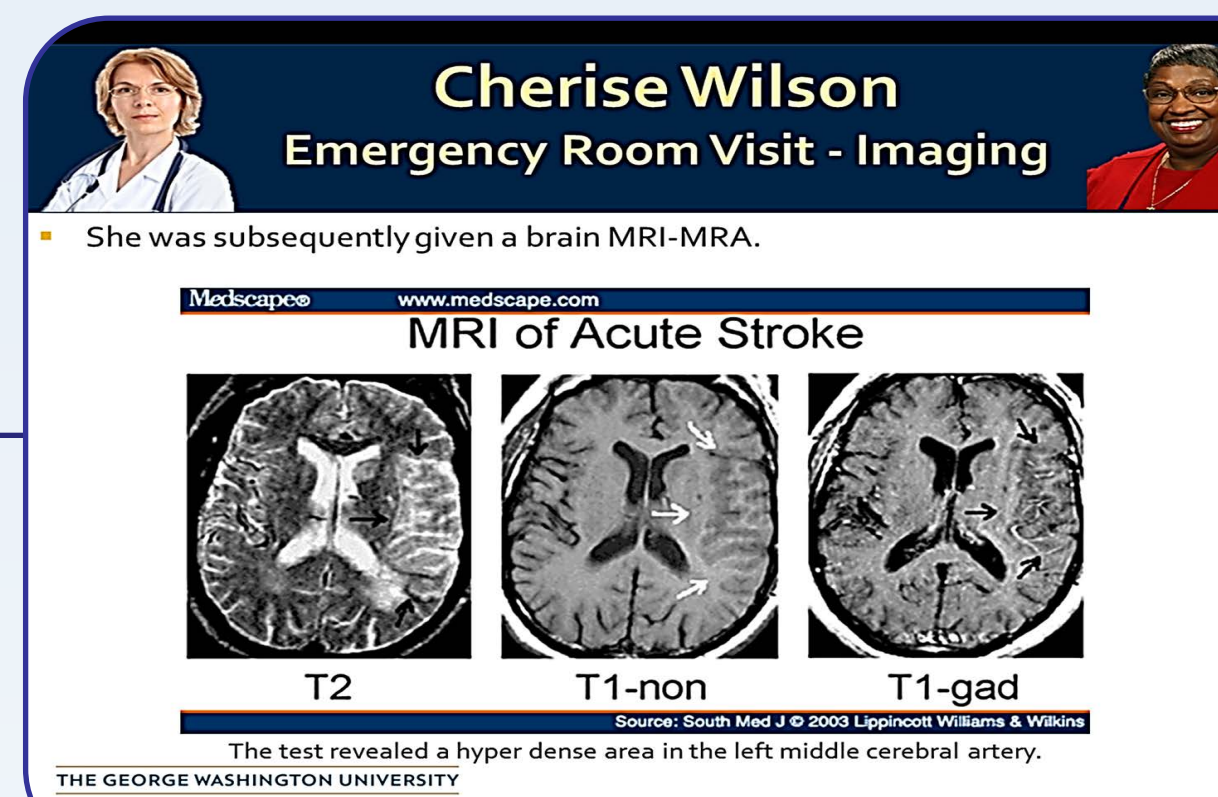 Cherise Wilson
Emergency Room Visit - Imaging
▪ She was subsequently given a brain MRI-MRA.
Medscape® www.medscape.com
MRI of Acute Stroke
T2 T1-non T1-gad
Source: South Med J © 2003 Lippincott Williams & Wilkins
The test revealed a hyper dense area in the left middle cerebral artery.
THE GEORGE WASHINGTON UNIVERSITY